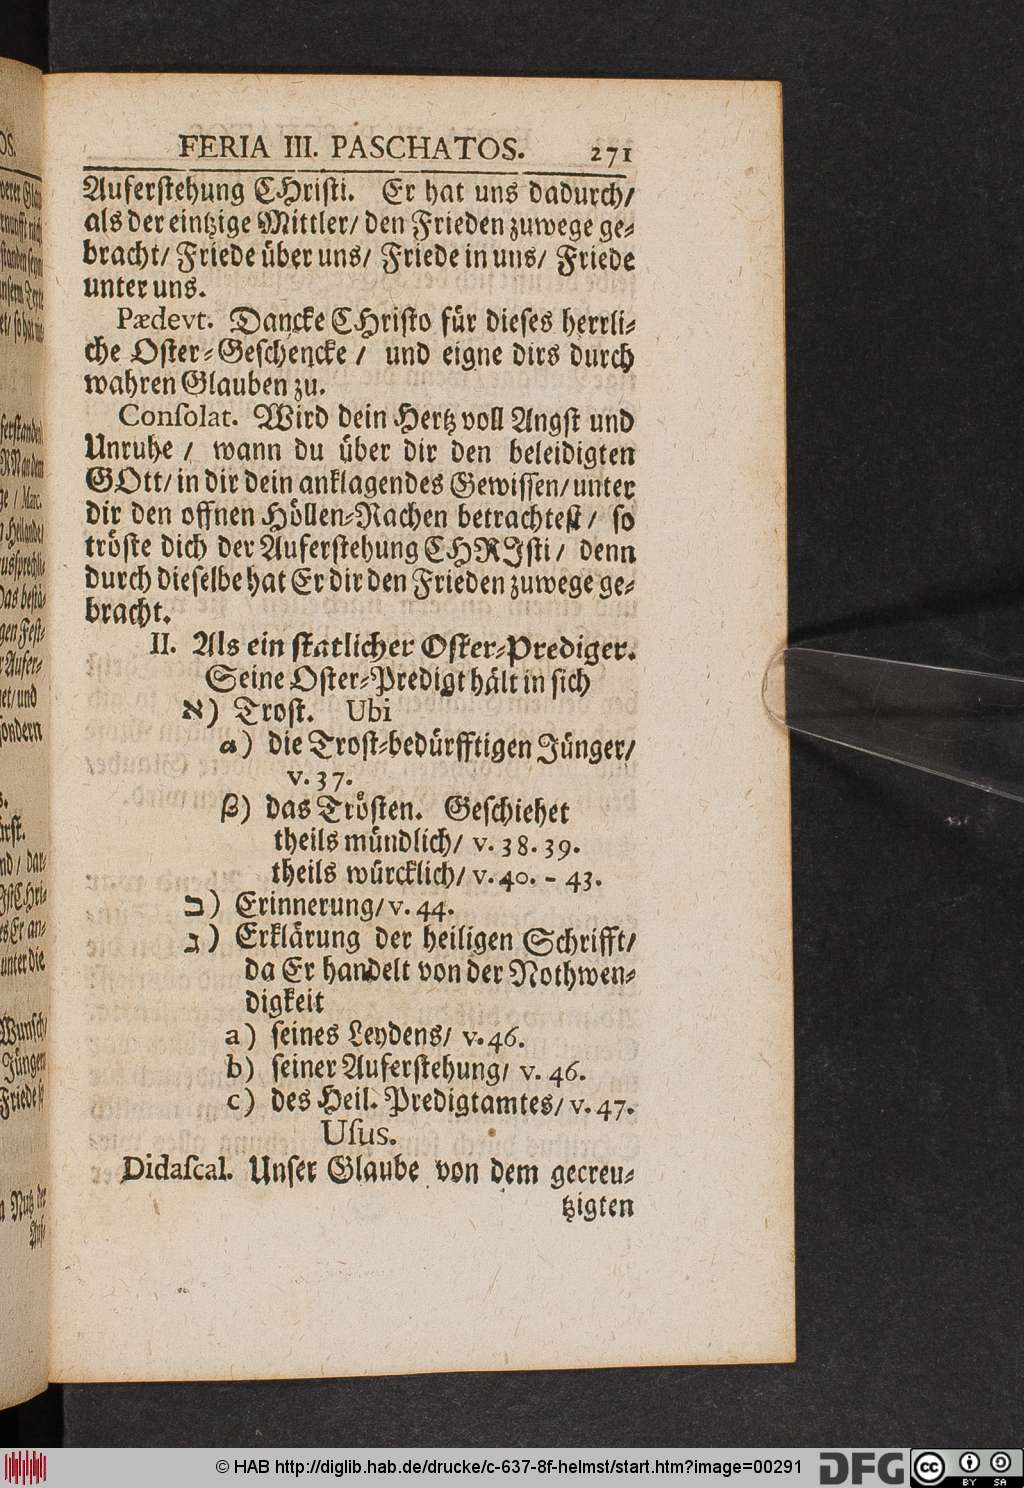 FERIA III. PASCHATOS. 271
Auferſtehung CHriſti. Er hat uns dadurch/
als der eintzige Mittler/ den Frieden zuwege ge⸗
bracht/ Friede über uns/ Friede in uns/ Friede
unter uns.
Pædevt. Dancke CHriſto für dieſes herrli⸗
che Oſter⸗Geſchencke / und eigne dirs durch
wahren Glauben zu.
Conſolat. Wird dein Hertz voll Angſt und
Unruhe / wann du über dir den beleidigten
GOtt/ in dir dein anklagendes Gewiſſen/ unter
dir den offnen Höllen⸗Rachen betrachteſt/ ſo
tröſte dich der Auferſtehung CHRIſti/ denn
durch dieſelbe hat Er dir den Frieden zuwege ge⸗
bracht.
II. Als ein ſtatlicher Oſter⸗Prediger.
Seine Oſter⸗Predigt hält in ſich
א) Troſt. Ubi
α) die Troſt⸗bedürfftigen Jünger/
v. 37.
β) das Tröſten. Geſchiehet
theils mündlich/ v. 38. 39.
theils würcklich/ v. 40. - 43.
ב) Erinnerung/ v. 44.
ג) Erklärung der heiligen Schrifft/
da Er handelt von der Nothwen⸗
digkeit
a) ſeines Leydens/ v. 46.
b) ſeiner Auferſtehung/ v. 46.
c) des Heil. Predigtamtes/ v. 47.
Uſus.
Didaſcal. Unſer Glaube von dem gecreu⸗
tzigten
© HAB http://diglib.hab.de/drucke/c-637-8f-helmst/start.htm?image=00291
DFG
cc BY SA